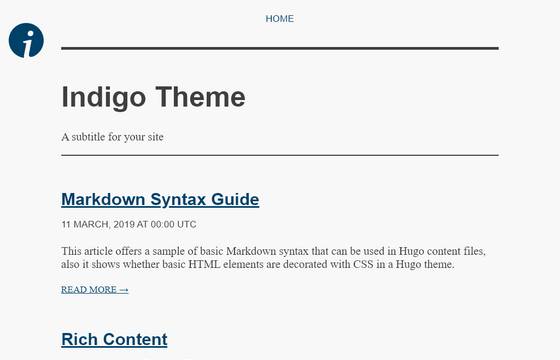 HOME
i
Indigo Theme
A subtitle for your site
Markdown Syntax Guide
11 MARCH, 2019 AT 00:00 UTC
This article offers a sample of basic Markdown syntax that can be used in Hugo content files,
also it shows whether basic HTML elements are decorated with CSS in a Hugo theme.
READ MORE →
Rich Content